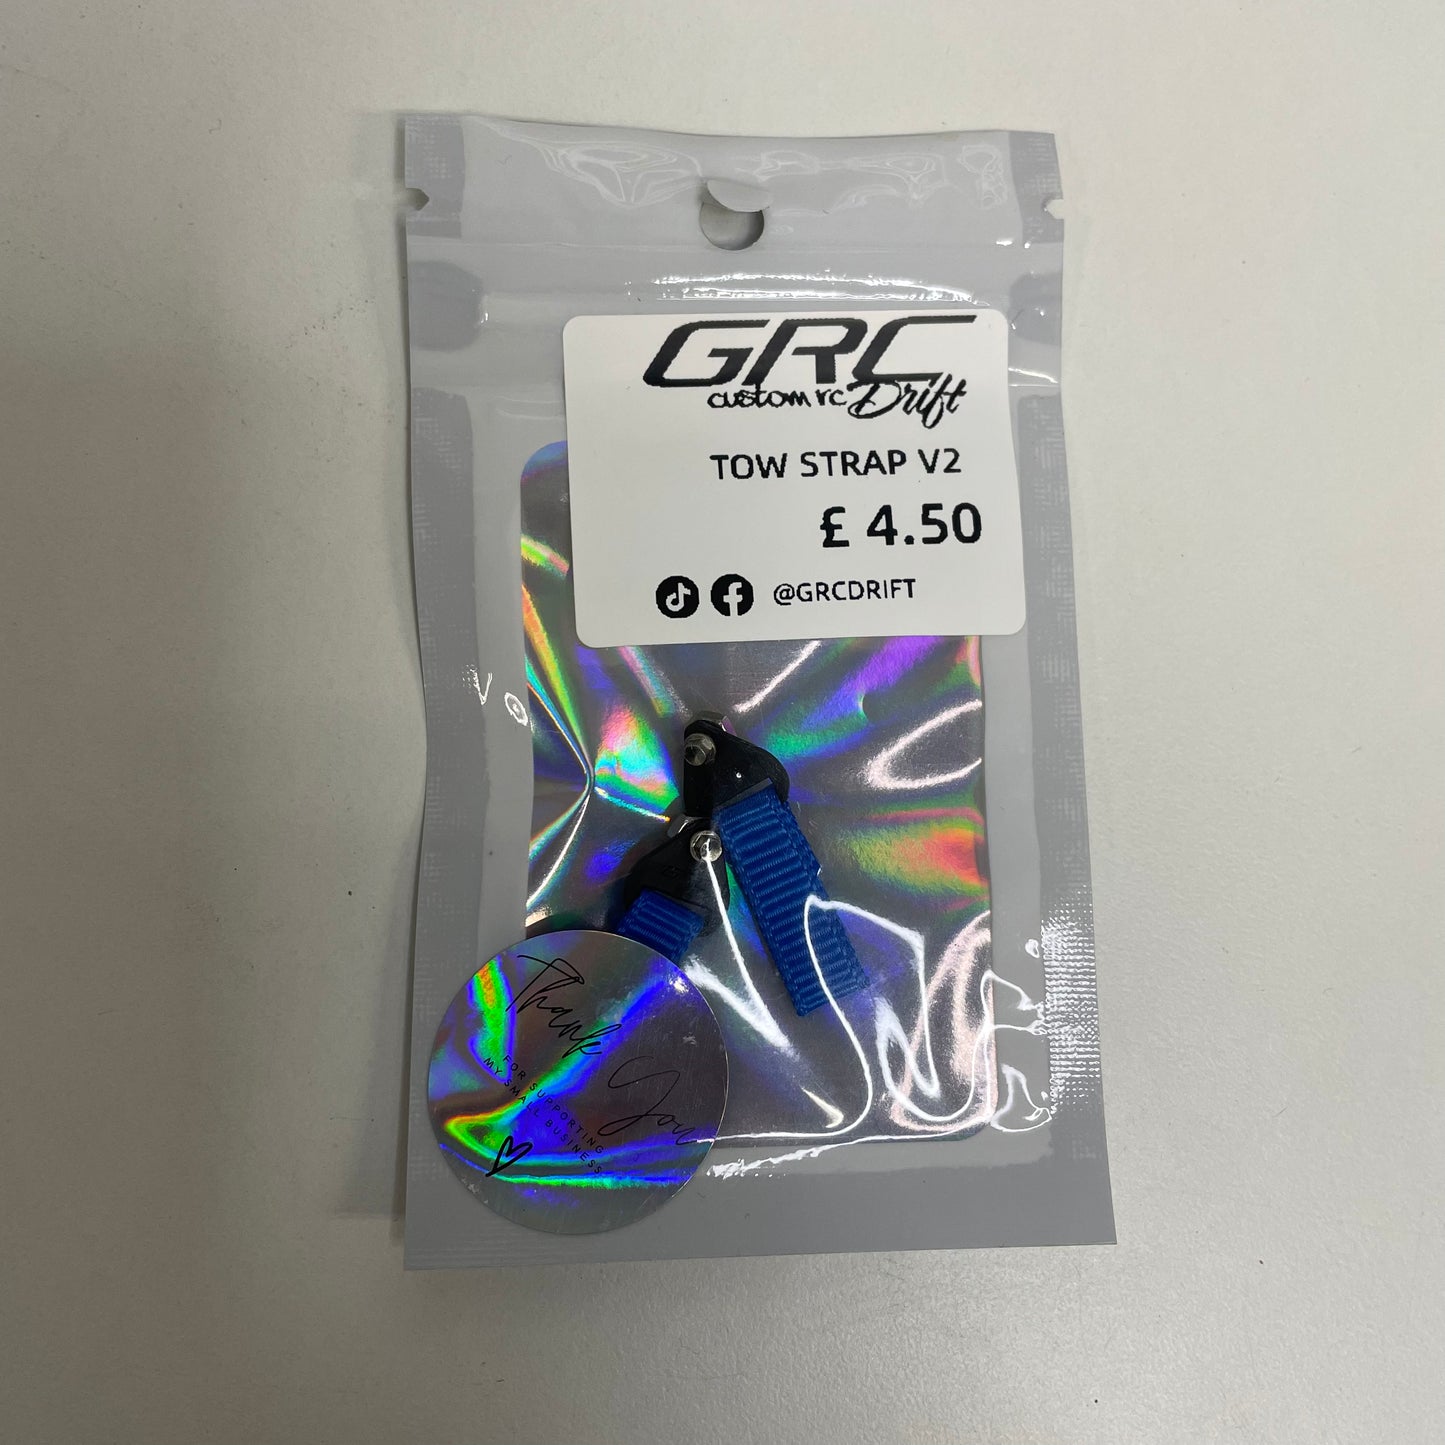 GRC
custom rc Drift
TOW STRAP V2
£ 4.50
@GRCDRIFT
Thank
You
FOR SUPPORTING
MY SMALL BUSINESS